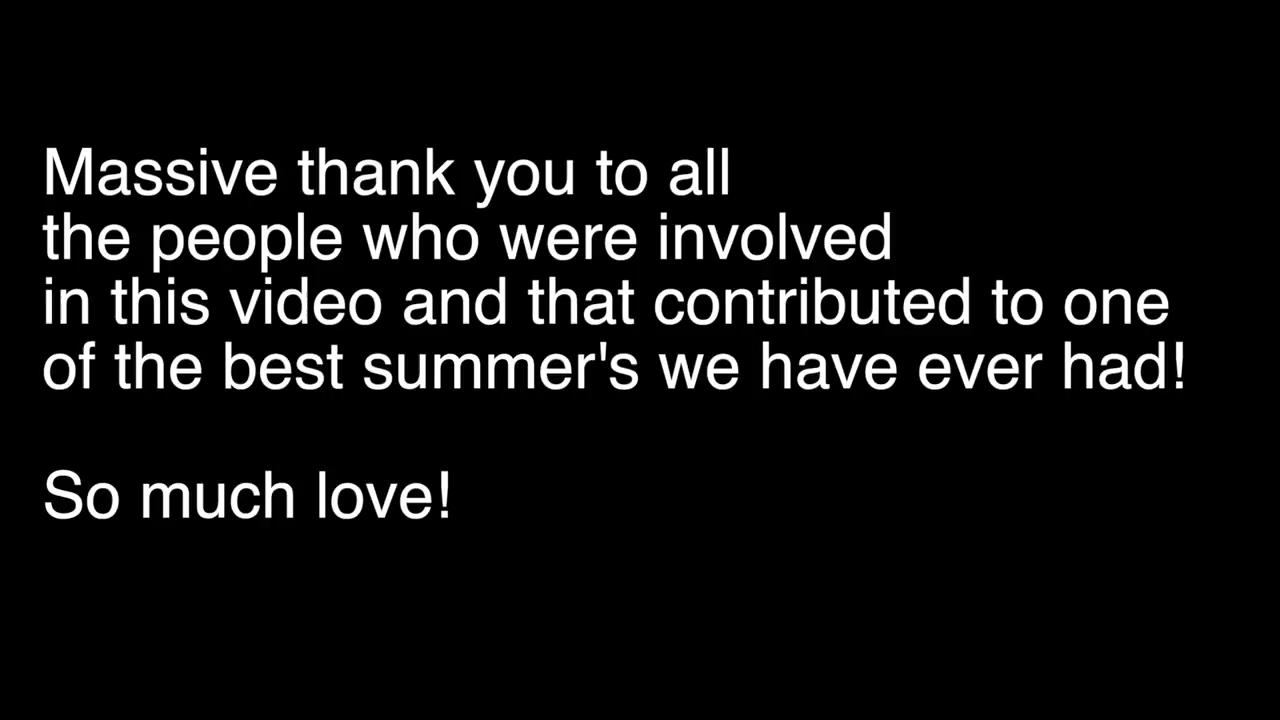 Massive thank you to all
the people who were involved
in this video and that contributed to one
of the best summer's we have ever had!
So much love!